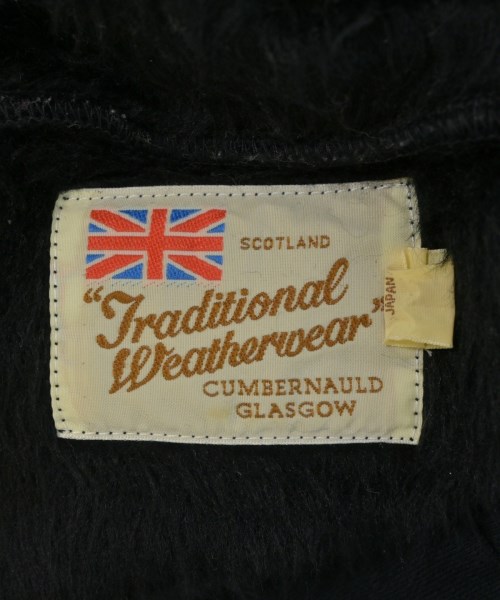 SCOTLAND
"Traditional
Weatherwear"
CUMBERNAULD
GLASGOW
JAPAN